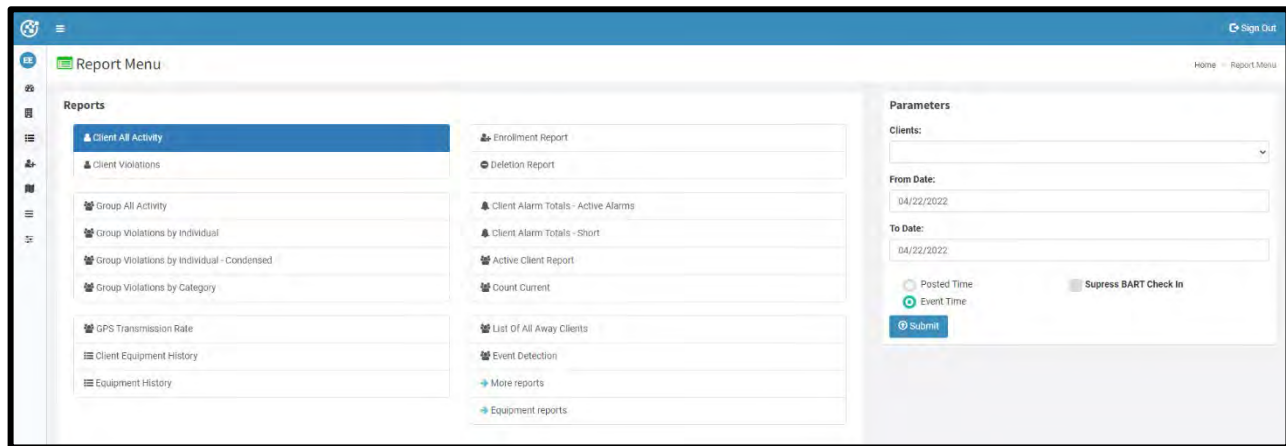 Sign Out
EE
Report Menu
Home
Report Menu
Reports
Client All Activity
Client Violations
Group All Activity
Group Violations by Individual
Group Violations by Individual - Condensed
Group Violations by Category
GPS Transmission Rate
Client Equipment History
Equipment History
Enrollment Report
Deletion Report
Client Alarm Totals - Active Alarms
Client Alarm Totals - Short
Active Client Report
Count Current
List Of All Away Clients
Event Detection
More reports
Equipment reports
Parameters
Clients:
From Date:
04/22/2022
To Date:
04/22/2022
Posted Time
Supress BART Check In
Event Time
Submit